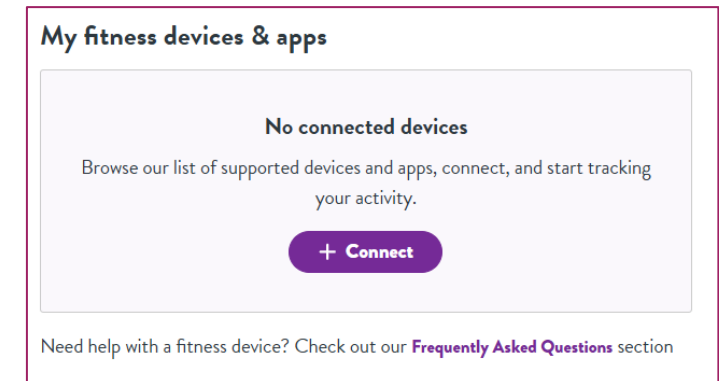 My fitness devices & apps
No connected devices
Browse our list of supported devices and apps, connect, and start tracking
your activity.
+ Connect
Need help with a fitness device? Check out our Frequently Asked Questions section